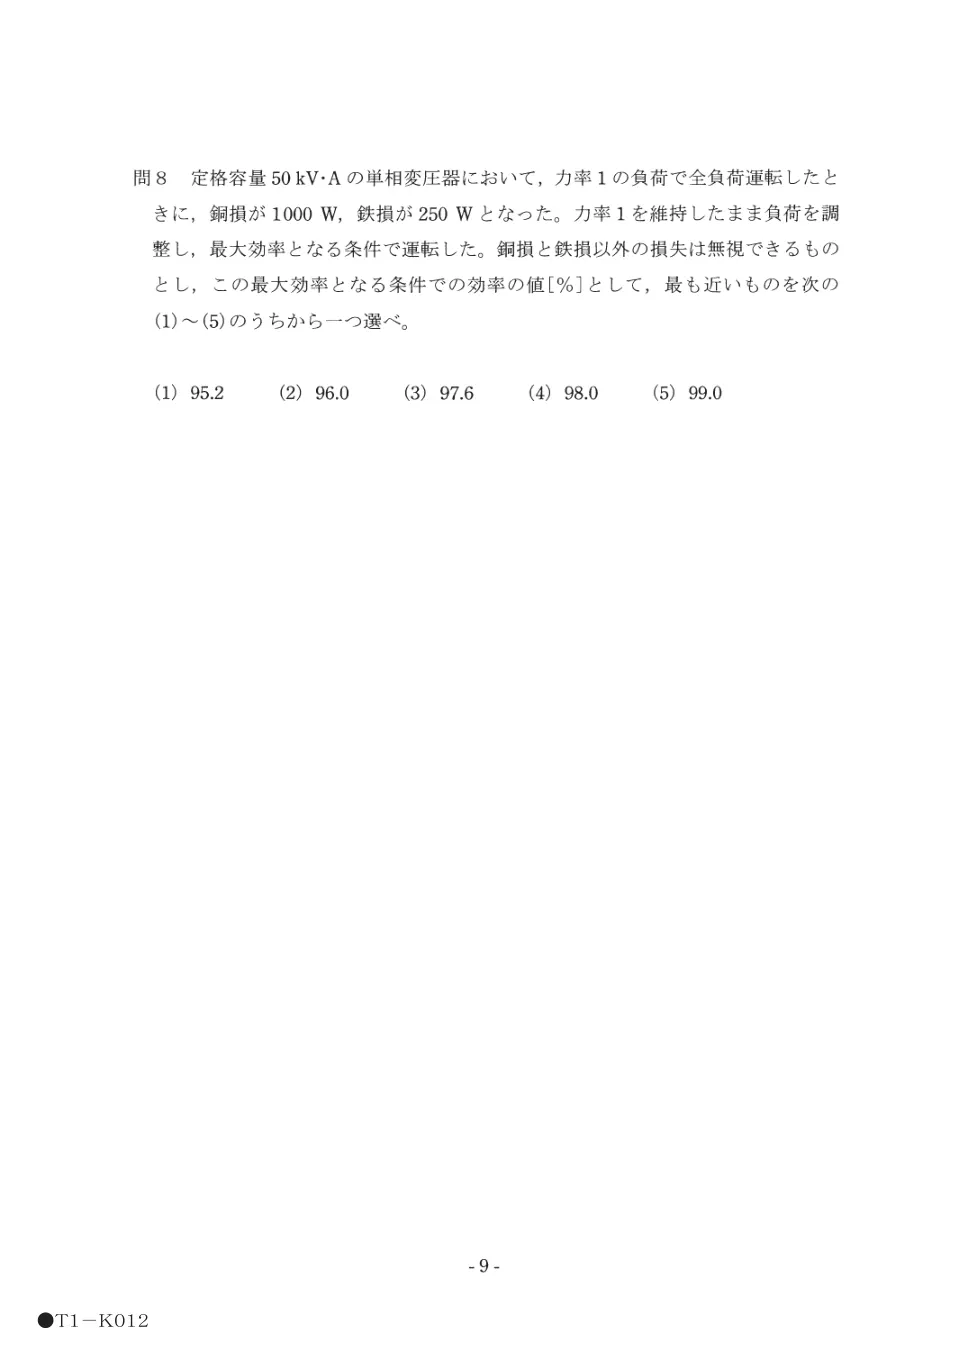 問8　定格容量 50 kV･A の単相変圧器において，力率 1 の負荷で全負荷運転したと
きに，銅損が 1000 W，鉄損が 250 W となった。力率 1 を維持したまま負荷を調
整し，最大効率となる条件で運転した。銅損と鉄損以外の損失は無視できるもの
とし，この最大効率となる条件での効率の値[％]として，最も近いものを次の
(1)～(5)のうちから一つ選べ。
(1) 95.2　(2) 96.0　(3) 97.6　(4) 98.0　(5) 99.0
- 9 -
●T1－K012